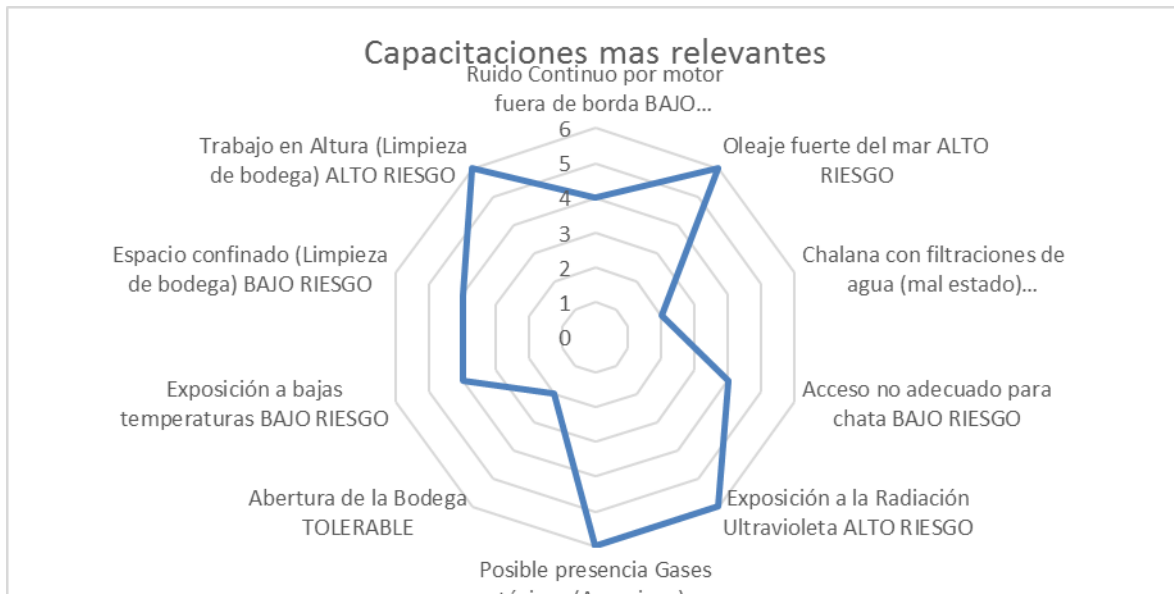 Capacitaciones mas relevantes
Ruido Continuo por motor
fuera de borda BAJO...
Oleaje fuerte del mar ALTO
RIESGO
Chalana con filtraciones de
agua (mal estado)...
Acceso no adecuado para
chata BAJO RIESGO
Exposición a la Radiación
Ultravioleta ALTO RIESGO
Posible presencia Gases
Abertura de la Bodega
TOLERABLE
Exposición a bajas
temperaturas BAJO RIESGO
Espacio confinado (Limpieza
de bodega) BAJO RIESGO
Trabajo en Altura (Limpieza
de bodega) ALTO RIESGO
6
5
4
3
2
1
0